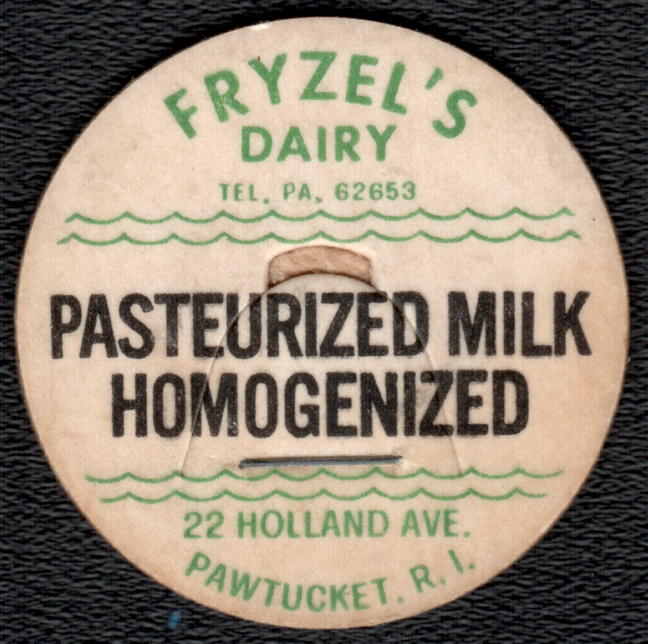 FRYZEL'S
DAIRY
TEL. PA. 62653
PASTEURIZED MILK
HOMOGENIZED
22 HOLLAND AVE.
PAWTUCKET. R. I.